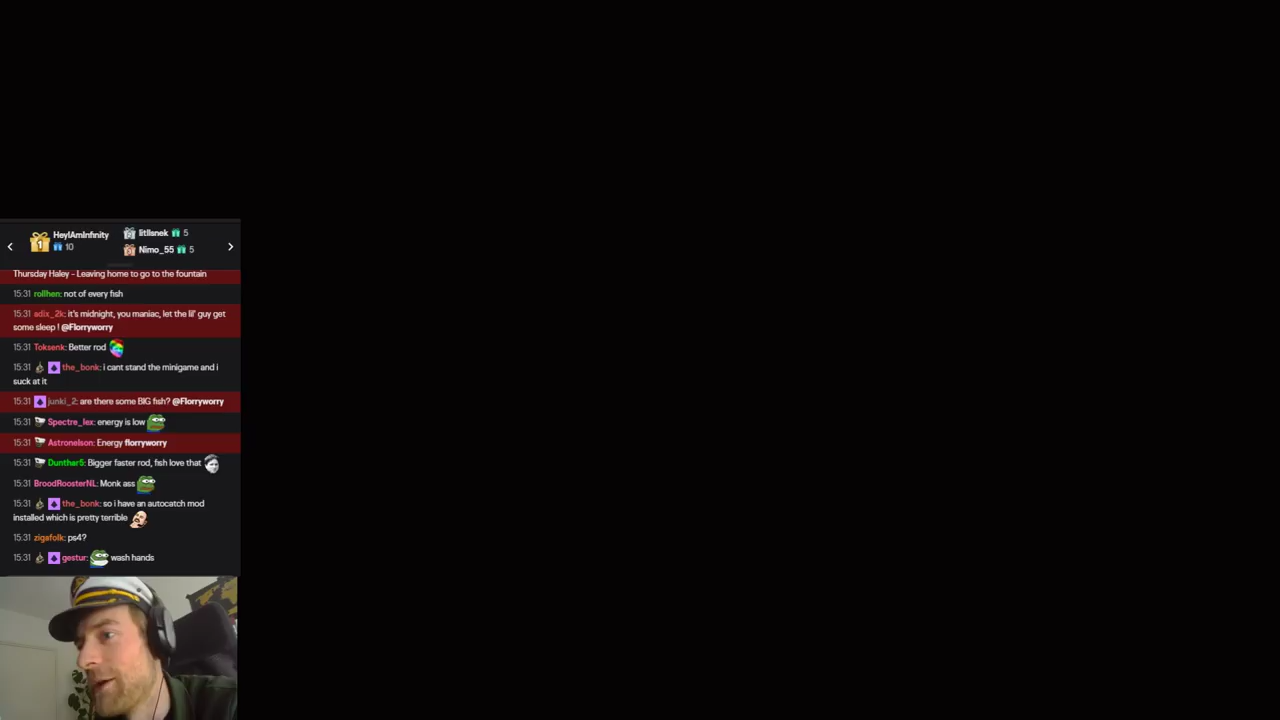 HeyIAmInfinity
10
litllsnek 5
Nimo_55 5
Thursday Haley - Leaving home to go to the fountain
15:31 rollhen: not of every fish
15:31 edix_2k: it's midnight, you maniac, let the lil' guy get
some sleep ! @Florryworry
15:31 Toksenk: Better rod
15:31 the_bonk: i cant stand the minigame and i
suck at it
15:31 junki_2: are there some BIG fish? @Florryworry
15:31 Spectre_lex: energy is low
15:31 Astronelson: Energy florryworry
15:31 Dunthar5: Bigger faster rod, fish love that
15:31 BroodRoosterNL: Monk ass
15:31 the_bonk: so i have an autocatch mod
installed which is pretty terrible
15:31 zigafolk: ps4?
15:31 gestur: wash hands